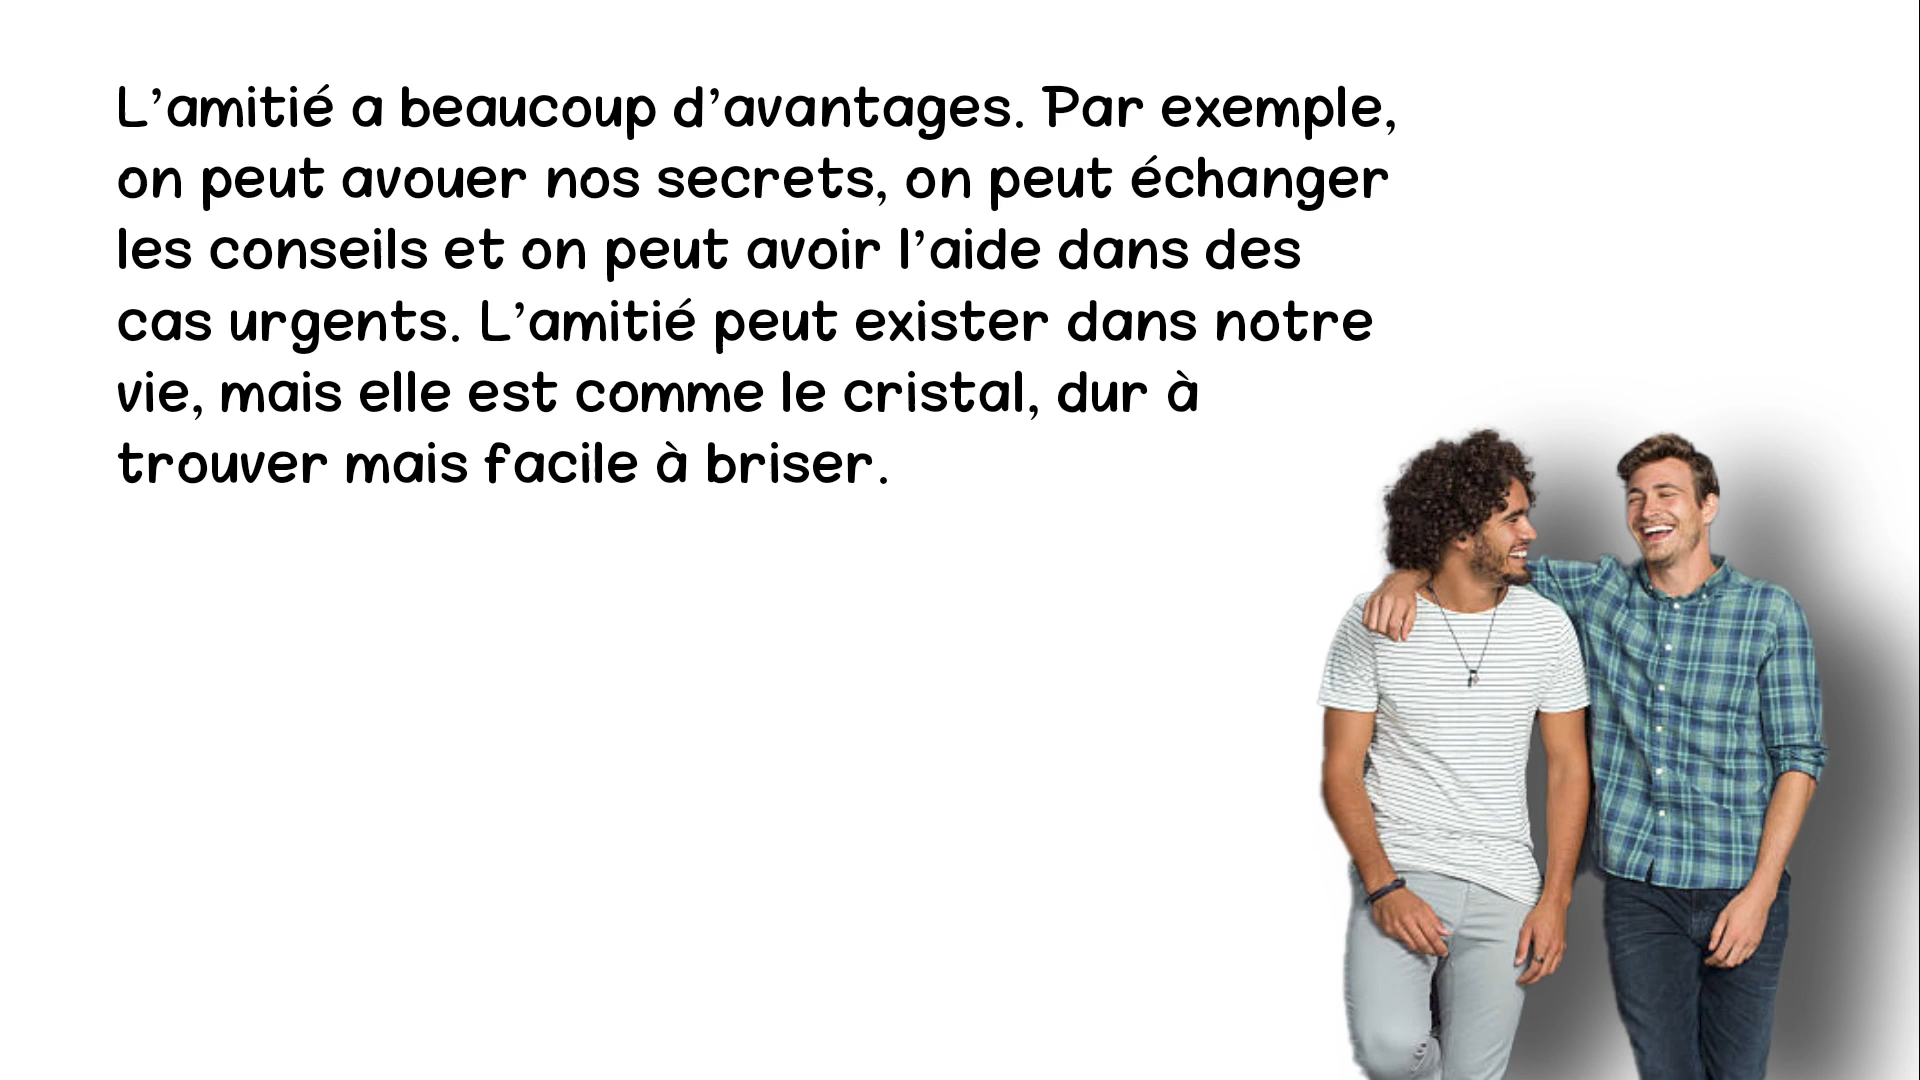 L’amitié a beaucoup d’avantages. Par exemple,
on peut avouer nos secrets, on peut échanger
les conseils et on peut avoir l’aide dans des
cas urgents. L’amitié peut exister dans notre
vie, mais elle est comme le cristal, dur à
trouver mais facile à briser.